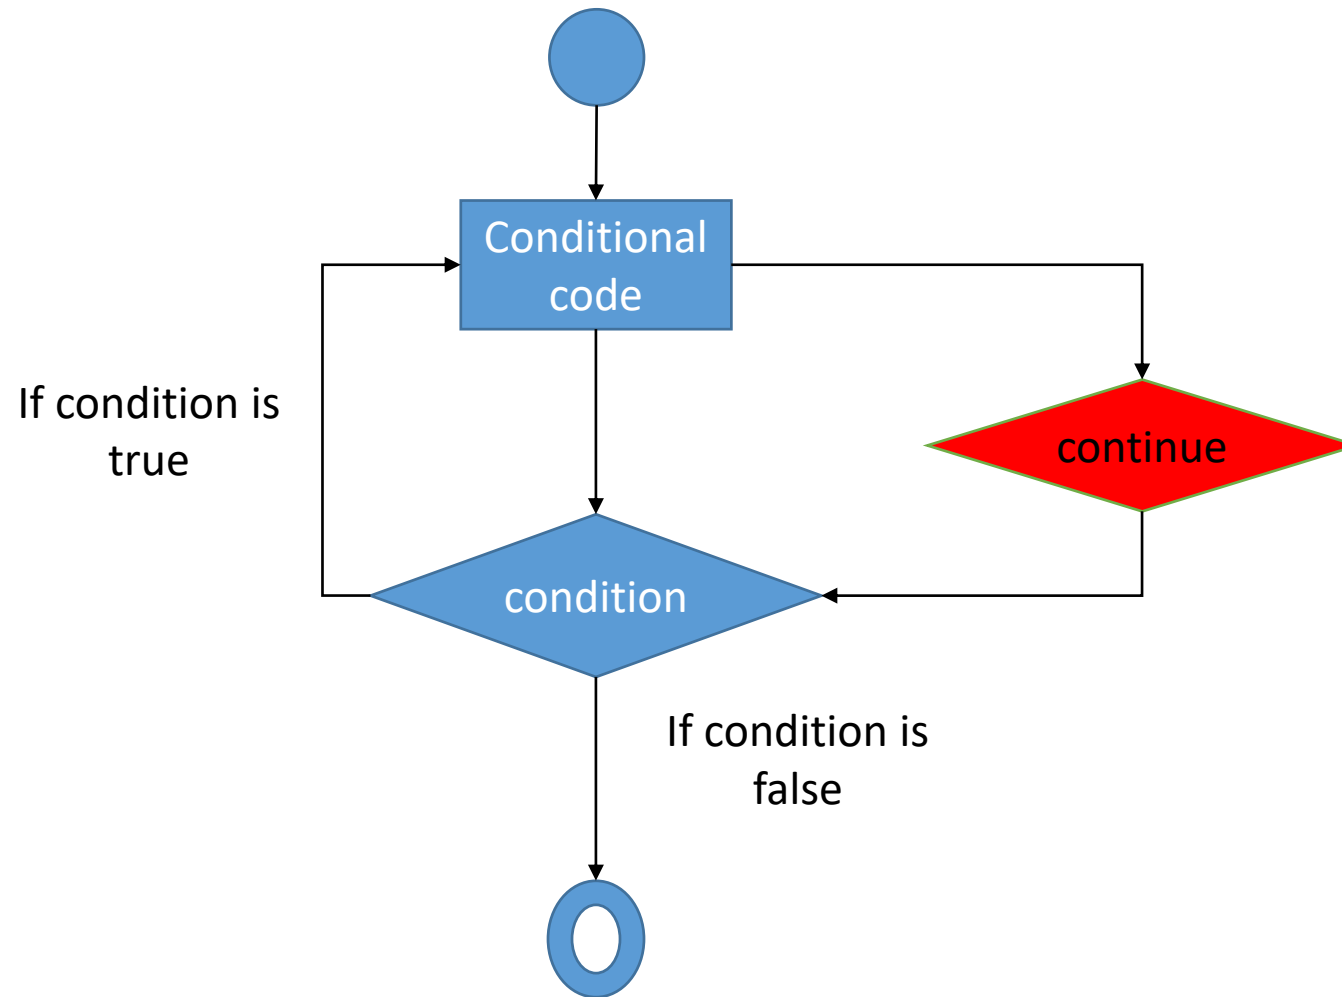 Conditional
code
If condition is
true
continue
condition
If condition is
false